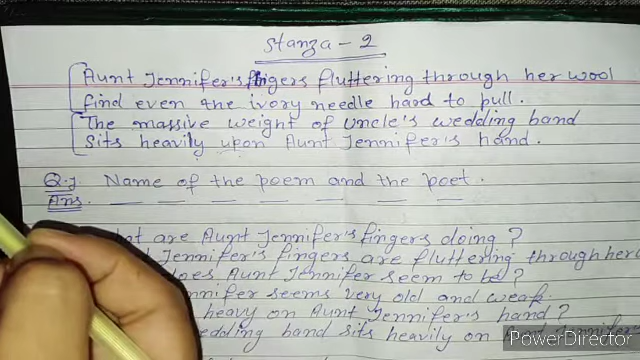 Stanza - 2
Aunt Jennifer's fingers fluttering through her wool
find even the ivory needle hard to pull.
The massive weight of Uncle's wedding band
Sits heavily upon Aunt Jennifer's hand.
Q.1 Name of the poem and the poet.
Ans. _ _ _ _ _ _ _
are Aunt Jennifer's fingers doing?
Jennifer's fingers are fluttering through her
does Aunt Jennifer seem to be?
seems very old and weak.
heavy on Aunt Jennifer's hand?
band sits heavily on Aunt Jennifer's
PowerDirector